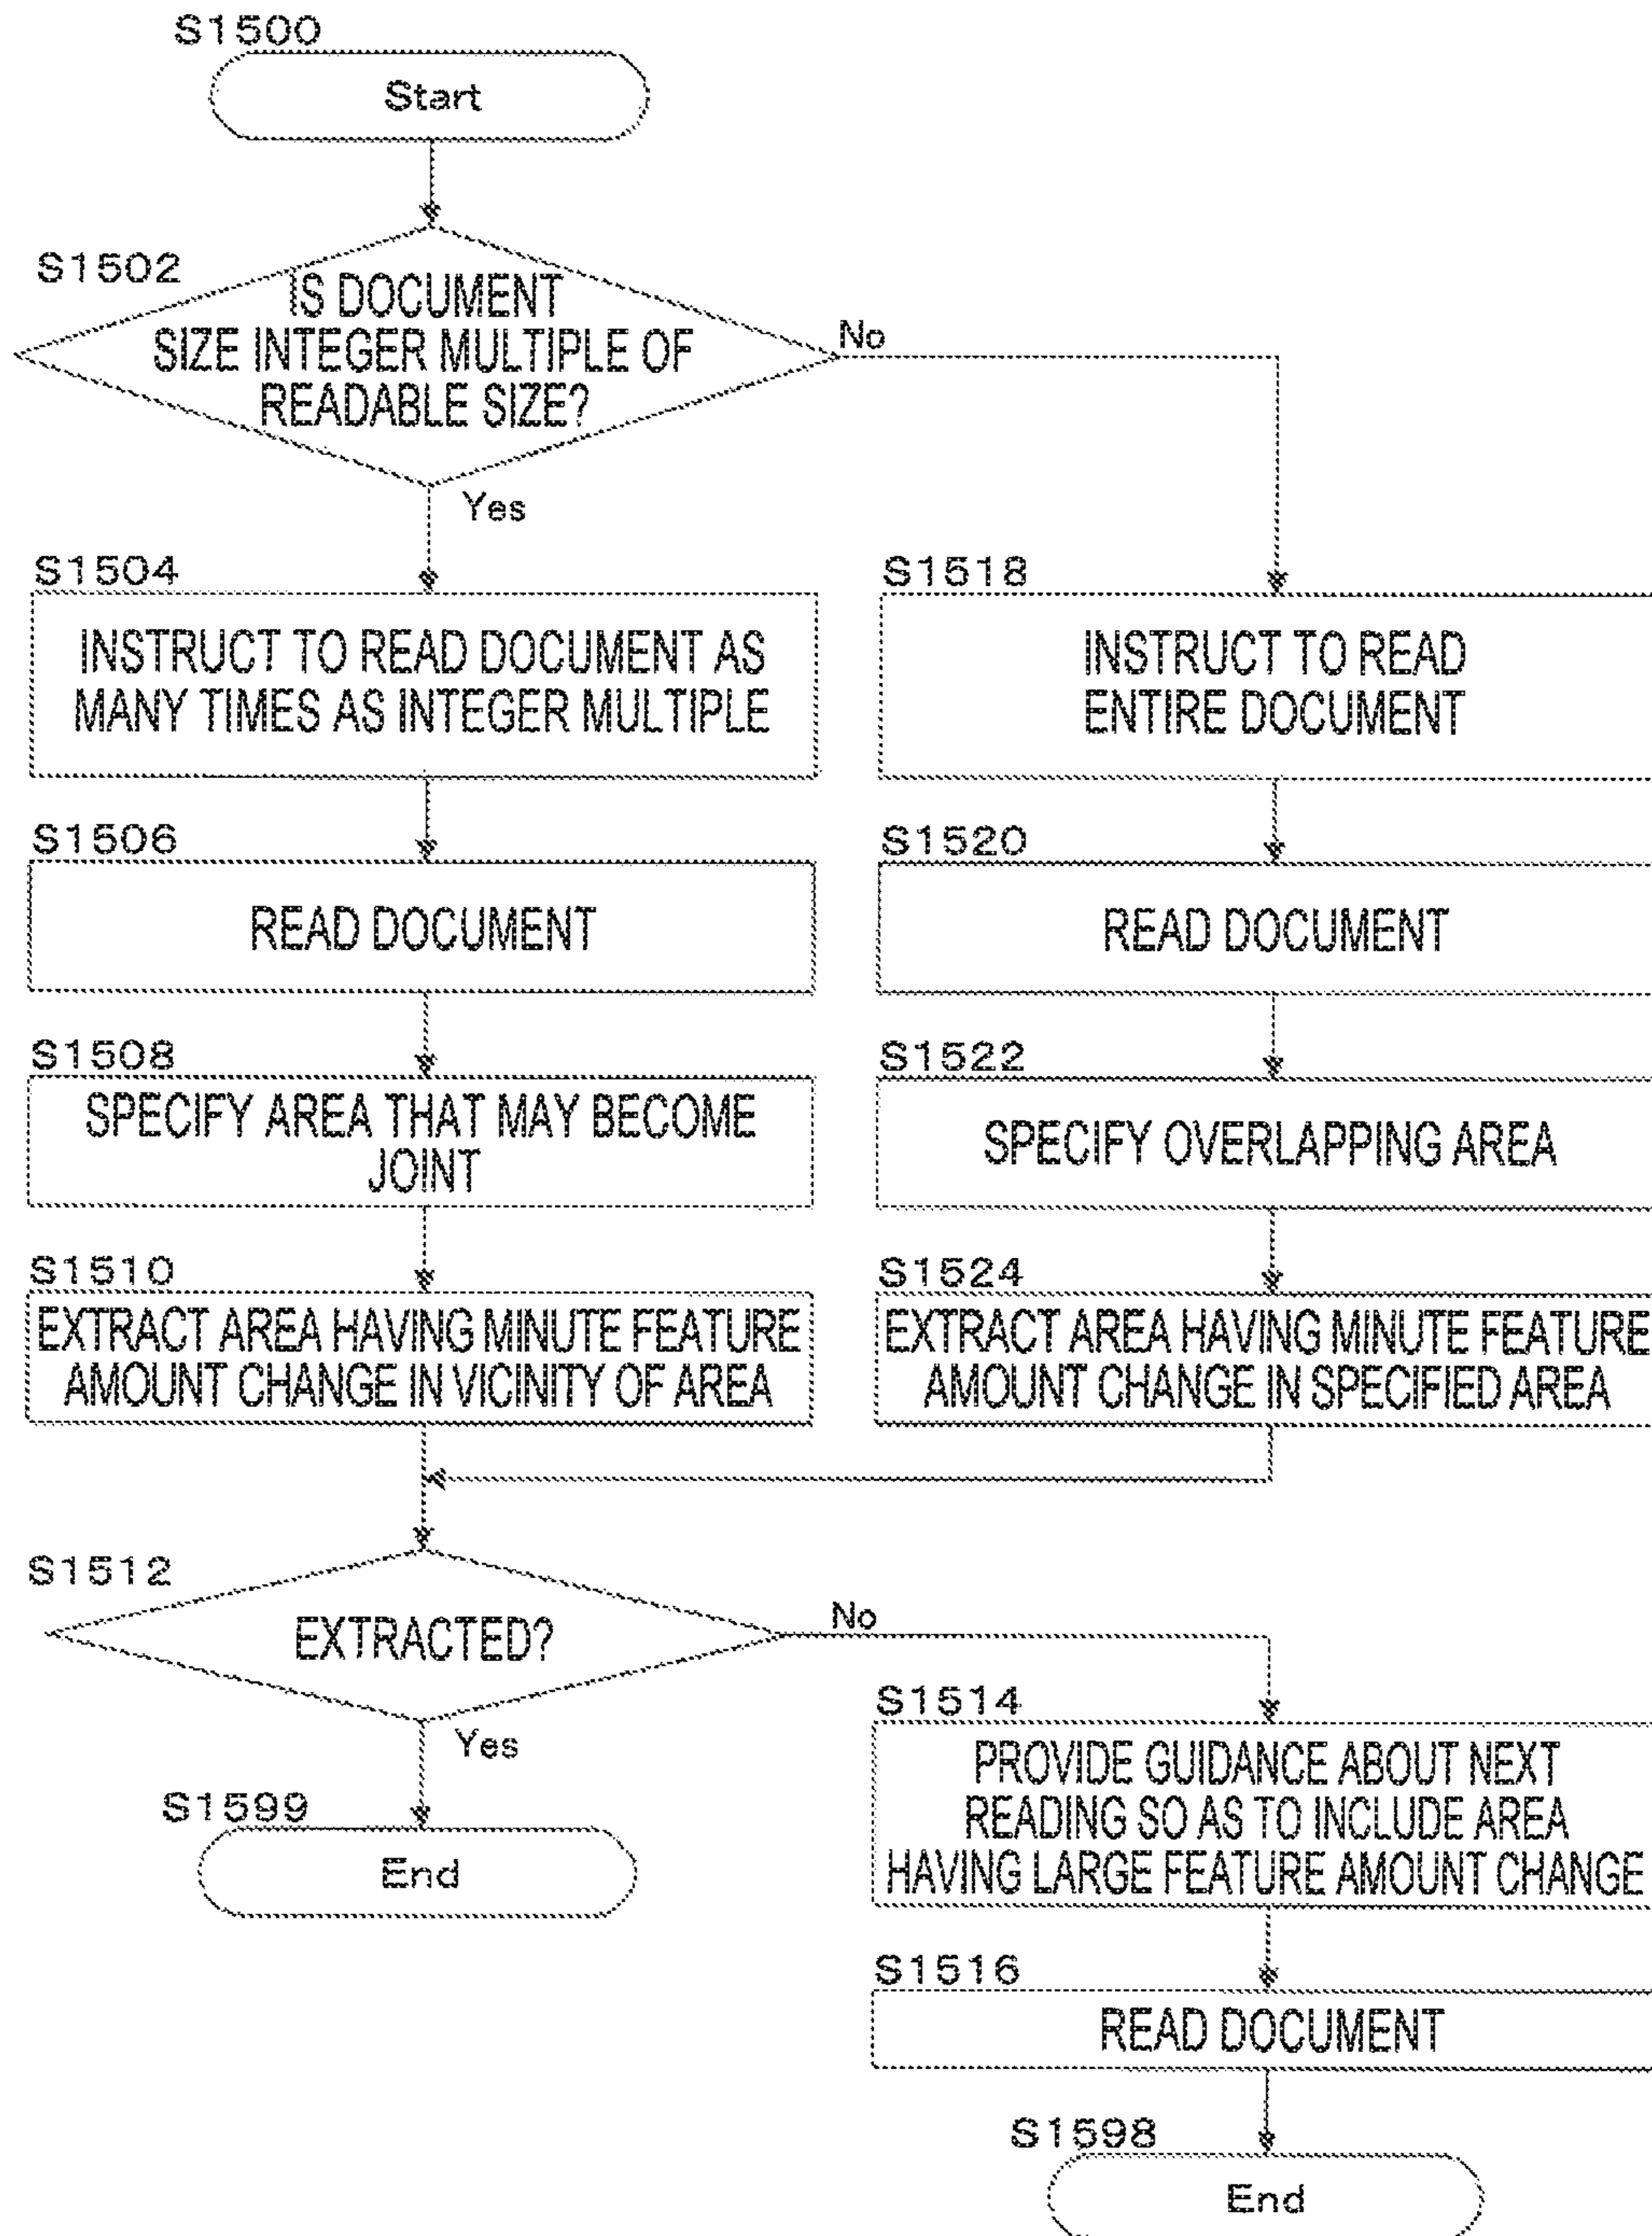 S1500
Start
S1502
IS DOCUMENT
SIZE INTEGER MULTIPLE OF
READABLE SIZE?
No
Yes
S1504
INSTRUCT TO READ DOCUMENT AS
MANY TIMES AS INTEGER MULTIPLE
S1518
INSTRUCT TO READ
ENTIRE DOCUMENT
S1506
READ DOCUMENT
S1520
READ DOCUMENT
S1508
SPECIFY AREA THAT MAY BECOME
JOINT
S1522
SPECIFY OVERLAPPING AREA
S1510
EXTRACT AREA HAVING MINUTE FEATURE
AMOUNT CHANGE IN VICINITY OF AREA
S1524
EXTRACT AREA HAVING MINUTE FEATURE
AMOUNT CHANGE IN SPECIFIED AREA
S1512
EXTRACTED?
No
Yes
S1514
PROVIDE GUIDANCE ABOUT NEXT
READING SO AS TO INCLUDE AREA
HAVING LARGE FEATURE AMOUNT CHANGE
S1599
End
S1516
READ DOCUMENT
S1598
End